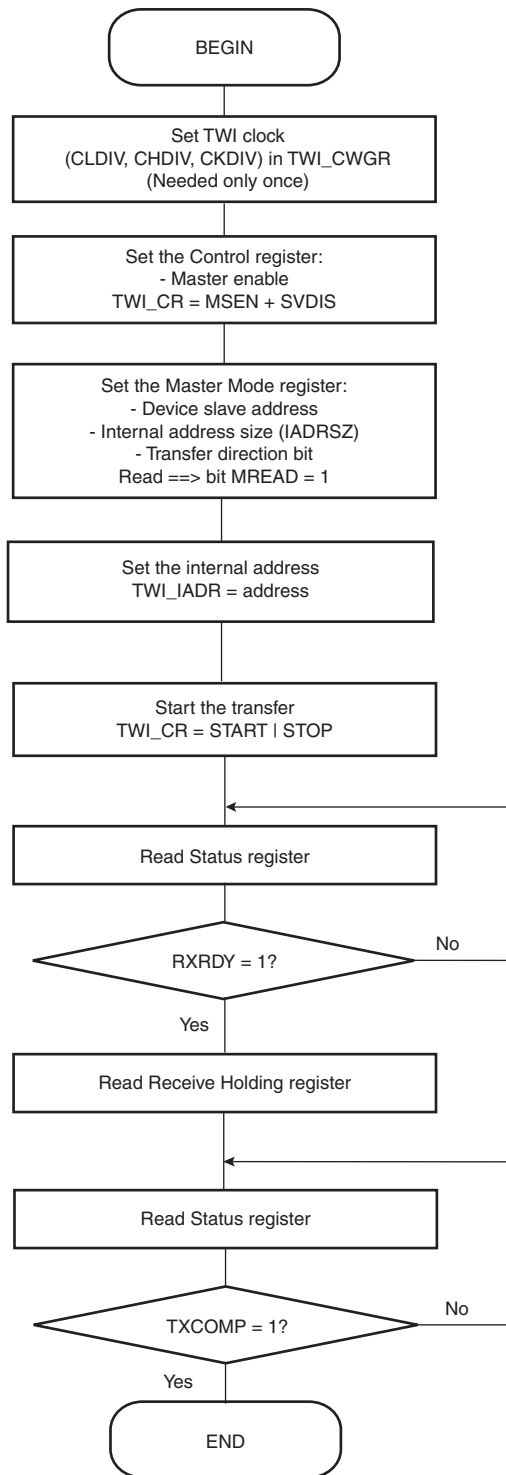 BEGIN
Set TWI clock
(CLDIV, CHDIV, CKDIV) in TWI_CWGR
(Needed only once)
Set the Control register:
- Master enable
TWI_CR = MSEN + SVDIS
Set the Master Mode register:
- Device slave address
- Internal address size (IADRSZ)
- Transfer direction bit
Read ==> bit MREAD = 1
Set the internal address
TWI_IADR = address
Start the transfer
TWI_CR = START | STOP
Read Status register
RXRDY = 1?
No
Yes
Read Receive Holding register
Read Status register
TXCOMP = 1?
No
Yes
END